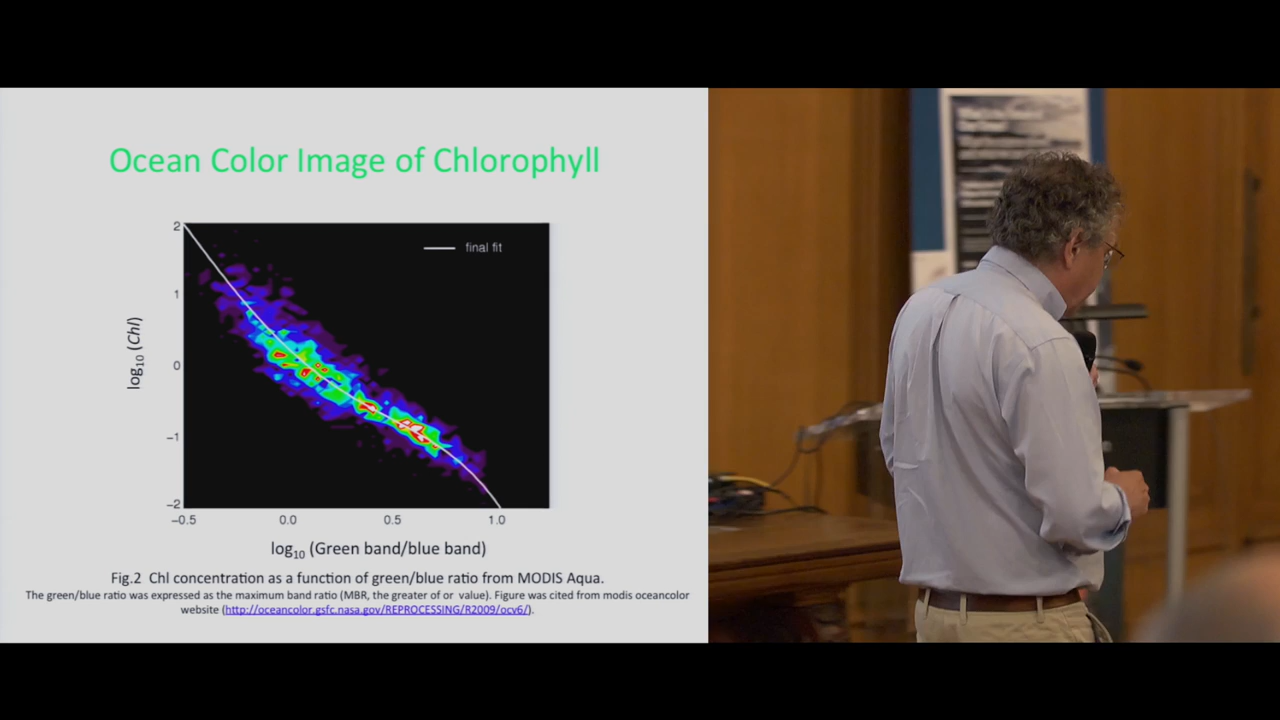 Ocean Color Image of Chlorophyll
final fit
2
1
0
−1
−2
log10 (Chl)
−0.5 0.0 0.5 1.0
log10 (Green band/blue band)
Fig.2 Chl concentration as a function of green/blue ratio from MODIS Aqua.
The green/blue ratio was expressed as the maximum band ratio (MBR, the greater of or value). Figure was cited from modis oceancolor
website (http://oceancolor.gsfc.nasa.gov/REPROCESSING/R2009/ocv6/).